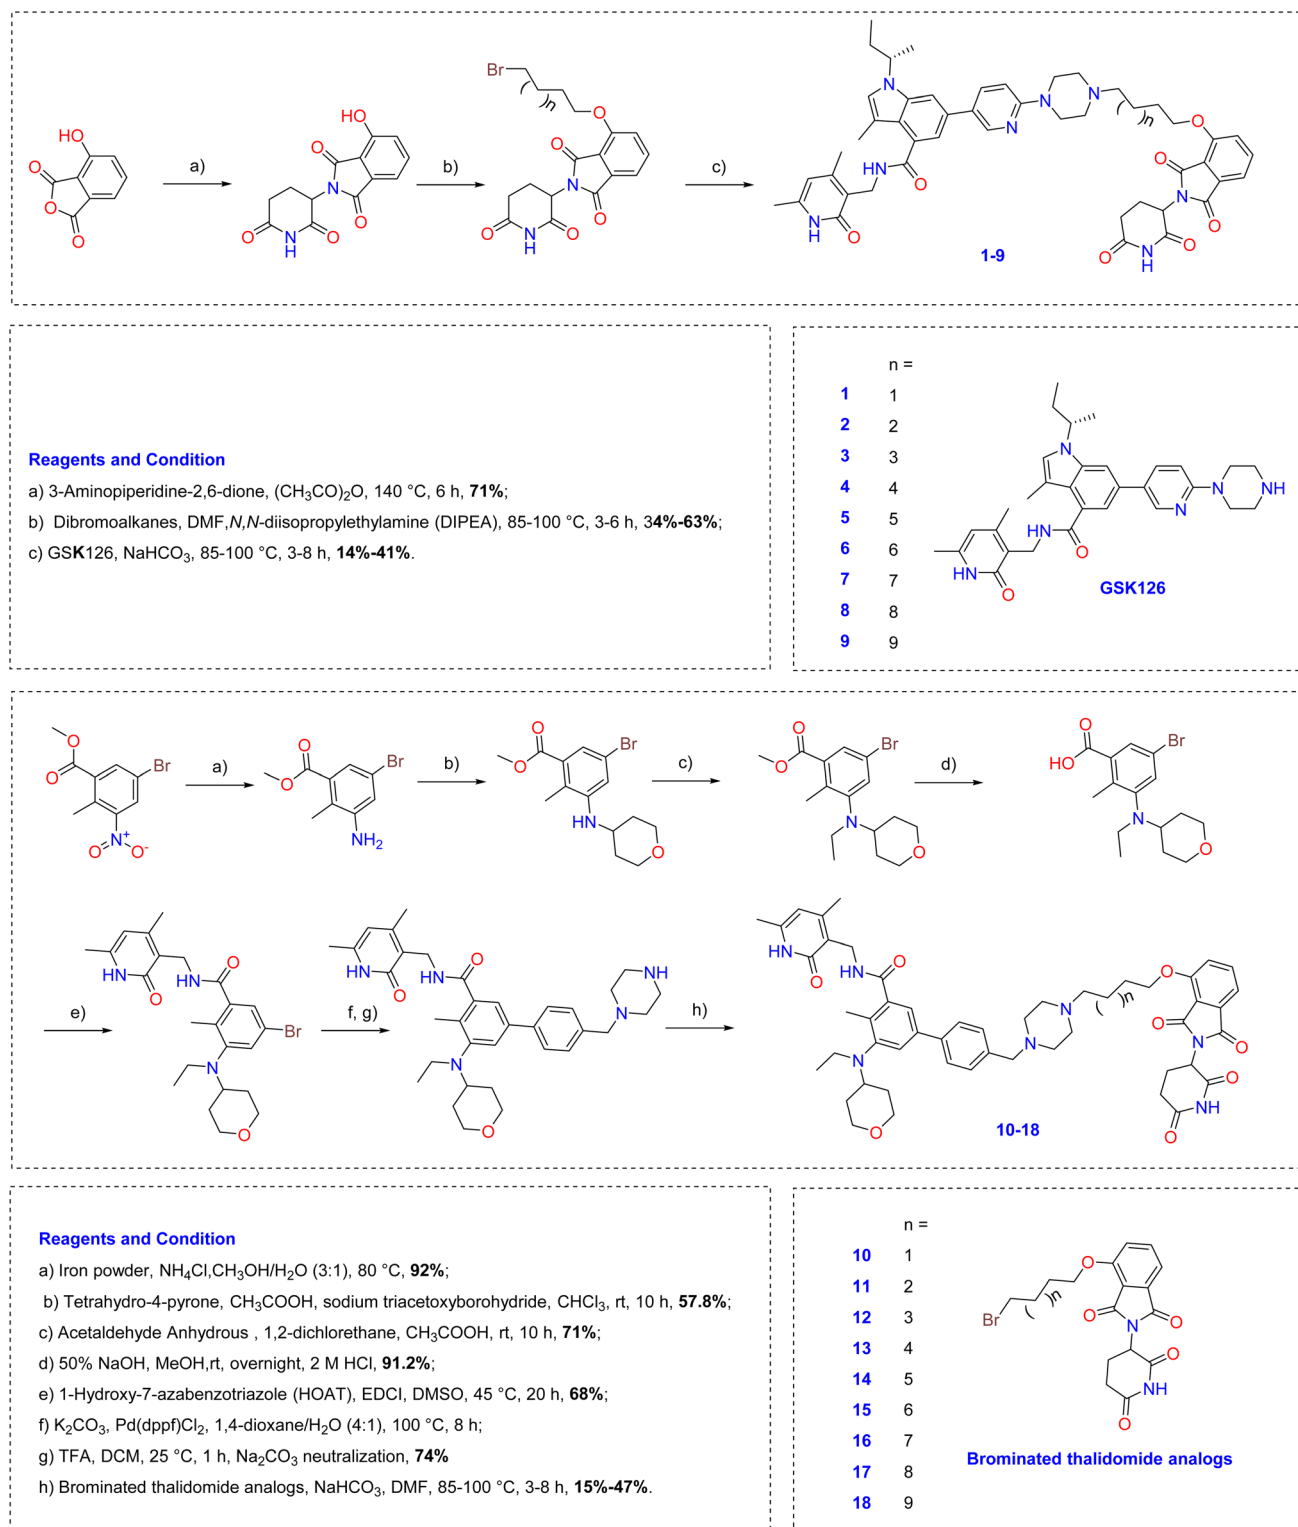 a)
b)
c)
HO
O
O
O
HO
O
N
O
O
N
H
O
Br
n
O
O
N
O
O
N
H
O
N
N
N
N
n
O
HN
O
N
H
O
O
N
O
O
N
H
O
1-9
Reagents and Condition
a) 3-Aminopiperidine-2,6-dione, (CH3CO)2O, 140 °C, 6 h, 71%;
b) Dibromoalkanes, DMF,N,N-diisopropylethylamine (DIPEA), 85-100 °C, 3-6 h, 34%-63%;
c) GSK126, NaHCO3, 85-100 °C, 3-8 h, 14%-41%.
n =
1 1
2 2
3 3
4 4
5 5
6 6
7 7
8 8
9 9
N
N
NH
N
HN
O
HN
O
GSK126
a)
b)
c)
d)
O
O
Br
N+
O
O-
O
O
Br
NH2
O
O
Br
HN
O
O
O
Br
N
O
O
HO
Br
N
O
e)
f, g)
h)
HN
O
HN
O
Br
N
O
HN
O
HN
O
NH
N
N
O
HN
O
HN
O
N
N
n
O
O
N
O
O
NH
O
N
O
10-18
Reagents and Condition
a) Iron powder, NH4Cl,CH3OH/H2O (3:1), 80 °C, 92%;
b) Tetrahydro-4-pyrone, CH3COOH, sodium triacetoxyborohydride, CHCl3, rt, 10 h, 57.8%;
c) Acetaldehyde Anhydrous , 1,2-dichlorethane, CH3COOH, rt, 10 h, 71%;
d) 50% NaOH, MeOH,rt, overnight, 2 M HCl, 91.2%;
e) 1-Hydroxy-7-azabenzotriazole (HOAT), EDCI, DMSO, 45 °C, 20 h, 68%;
f) K2CO3, Pd(dppf)Cl2, 1,4-dioxane/H2O (4:1), 100 °C, 8 h;
g) TFA, DCM, 25 °C, 1 h, Na2CO3 neutralization, 74%
h) Brominated thalidomide analogs, NaHCO3, DMF, 85-100 °C, 3-8 h, 15%-47%.
n =
10 1
11 2
12 3
13 4
14 5
15 6
16 7
17 8
18 9
O
n
Br
O
N
O
O
NH
O
Brominated thalidomide analogs